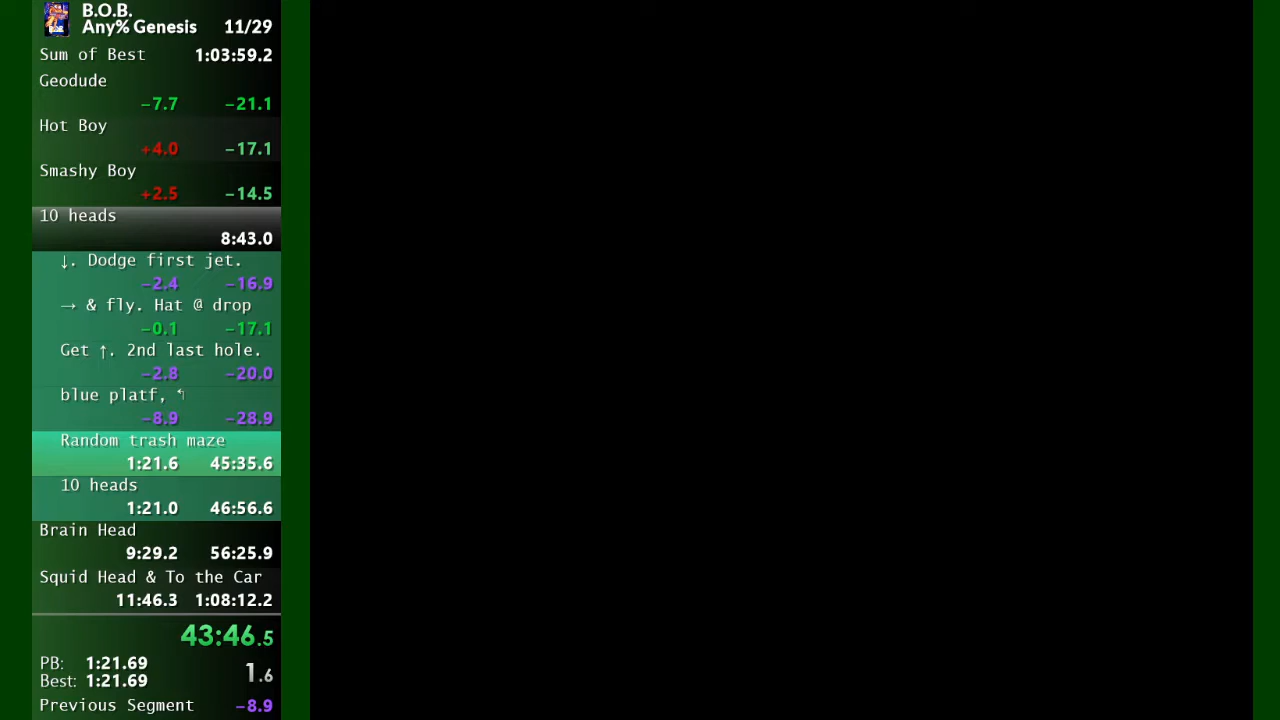 B.O.B.
Any% Genesis 11/29
Sum of Best 1:03:59.2
Geodude
−7.7 −21.1
Hot Boy
+4.0 −17.1
Smashy Boy
+2.5 −14.5
10 heads
8:43.0
↓. Dodge first jet.
−2.4 −16.9
→ & fly. Hat @ drop
−0.1 −17.1
Get ↑. 2nd last hole.
−2.8 −20.0
blue platf, ↰
−8.9 −28.9
Random trash maze
1:21.6 45:35.6
10 heads
1:21.0 46:56.6
Brain Head
9:29.2 56:25.9
Squid Head & To the Car
11:46.3 1:08:12.2
43:46.5
PB: 1:21.69
1.6
Best: 1:21.69
Previous Segment −8.9